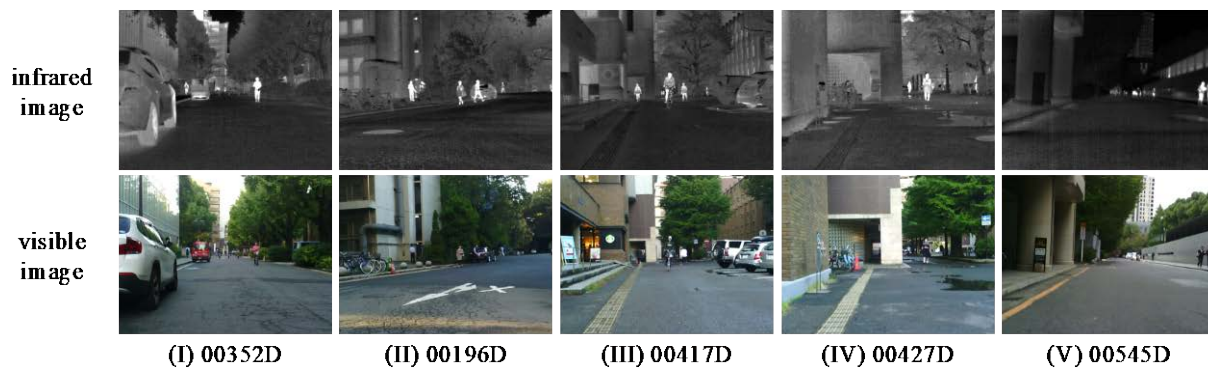 infrared
image
visible
image
(I) 00352D
(II) 00196D
(III) 00417D
(IV) 00427D
(V) 00545D